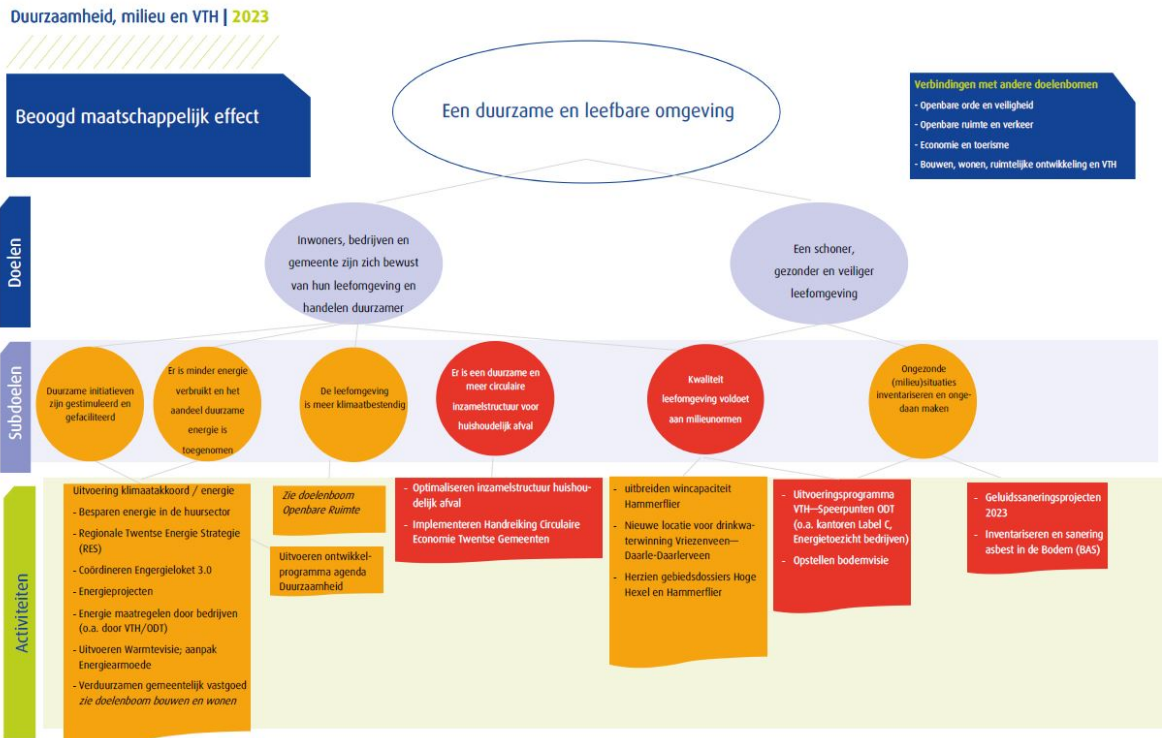 Duurzaamheid, milieu en VTH | 2023
Beoogd maatschappelijk effect
Een duurzame en leefbare omgeving
Verbindingen met andere doelenbomen
- Openbare orde en veiligheid
- Openbare ruimte en verkeer
- Economie en toerisme
- Bouwen, wonen, ruimtelijke ontwikkeling en VTH
Doelen
Inwoners, bedrijven en
gemeente zijn zich bewust
van hun leefomgeving en
handelen duurzamer
Een schoner,
gezonder en veiliger
leefomgeving
Subdoelen
Duurzame initiatieven
zijn gestimuleerd en
gefaciliteerd
Er is minder energie
verbruikt en het
aandeel duurzame
energie is
toegenomen
De leefomgeving
is meer klimaatbestendig
Er is een duurzame en
meer circulaire
inzamelstructuur voor
huishoudelijk afval
Kwaliteit
leefomgeving voldoet
aan milieunormen
Ongezonde
(milieu)situaties
inventariseren en onge-
daan maken
Activiteiten
Uitvoering klimaatakkoord / energie
- Besparen energie in de huursector
- Regionale Twentse Energie Strategie
(RES)
- Coördineren Engergieloket 3.0
- Energieprojecten
- Energie maatregelen door bedrijven
(o.a. door VTH/ODT)
- Uitvoeren Warmtevisie; aanpak
Energiearmoede
- Verduurzamen gemeentelijk vastgoed
zie doelenboom bouwen en wonen
Zie doelenboom
Openbare Ruimte
Uitvoeren ontwikkel-
programma agenda
Duurzaamheid
- Optimaliseren inzamelstructuur huishou-
delijk afval
- Implementeren Handreiking Circulaire
Economie Twentse Gemeenten
- uitbreiden wincapaciteit
Hammerflier
- Nieuwe locatie voor drinkwa-
terwinning Vriezenveen—
Daarle-Daarlerveen
- Herzien gebiedsdossiers Hoge
Hexel en Hammerflier
- Uitvoeringsprogramma
VTH—Speerpunten ODT
(o.a. kantoren Label C,
Energietoezicht bedrijven)
- Opstellen bodemvisie
- Geluidssaneringsprojecten
2023
- Inventariseren en sanering
asbest in de Bodem (BAS)